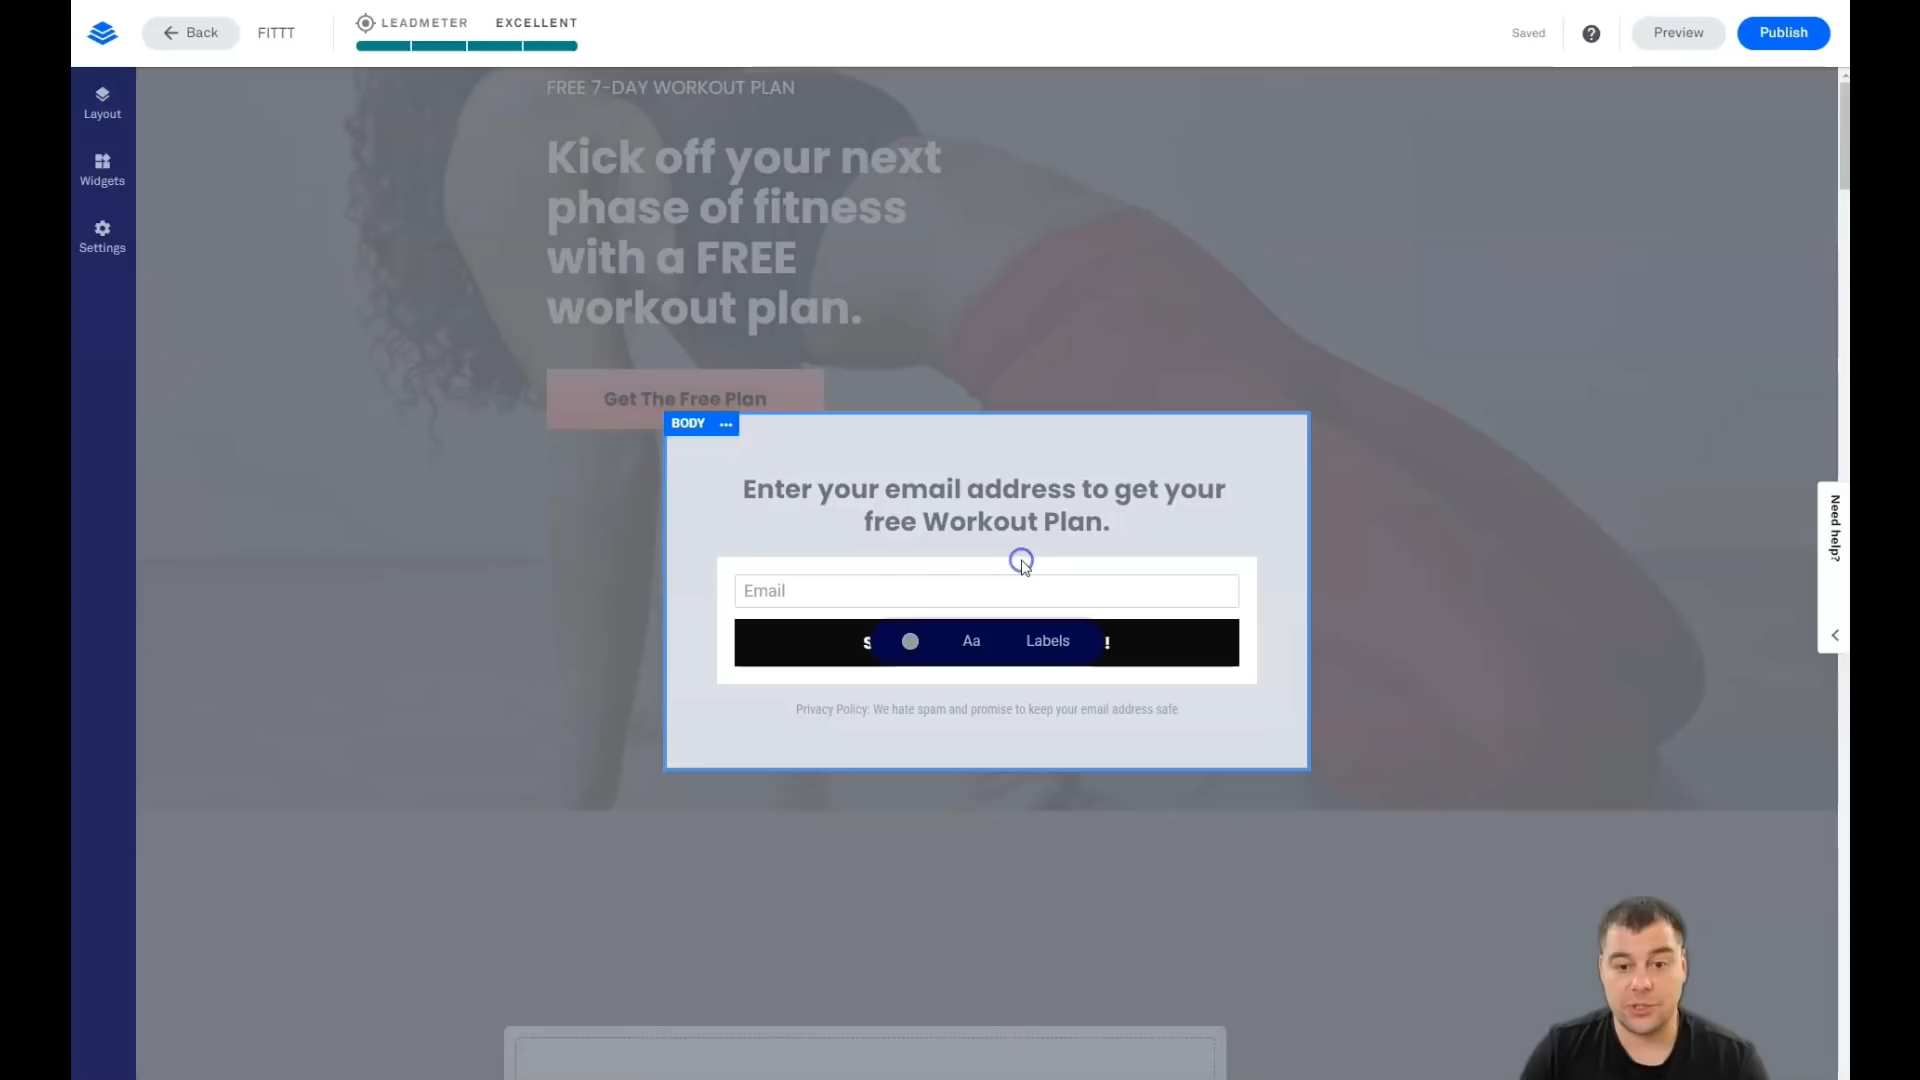 Back
FITTT
LEADMETER EXCELLENT
Saved
?
Preview
Publish
Layout
Widgets
Settings
FREE 7-DAY WORKOUT PLAN
Kick off your next
phase of fitness
with a FREE
workout plan.
Get The Free Plan
BODY ...
Enter your email address to get your
free Workout Plan.
Email
Aa Labels
!
Privacy Policy: We hate spam and promise to keep your email address safe
Need help?